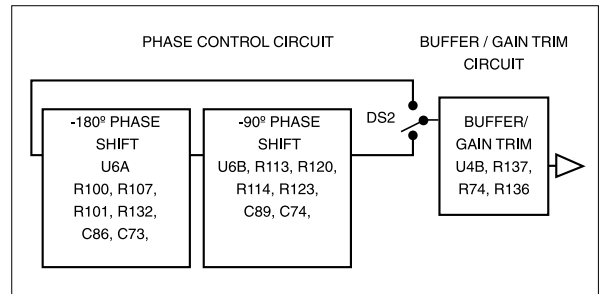 PHASE CONTROL CIRCUIT
BUFFER / GAIN TRIM
CIRCUIT
-180º PHASE
SHIFT
U6A
R100, R107,
R101, R132,
C86, C73,
-90º PHASE
SHIFT
U6B, R113, R120,
R114, R123,
C89, C74,
DS2
BUFFER/
GAIN TRIM
U4B, R137,
R74, R136